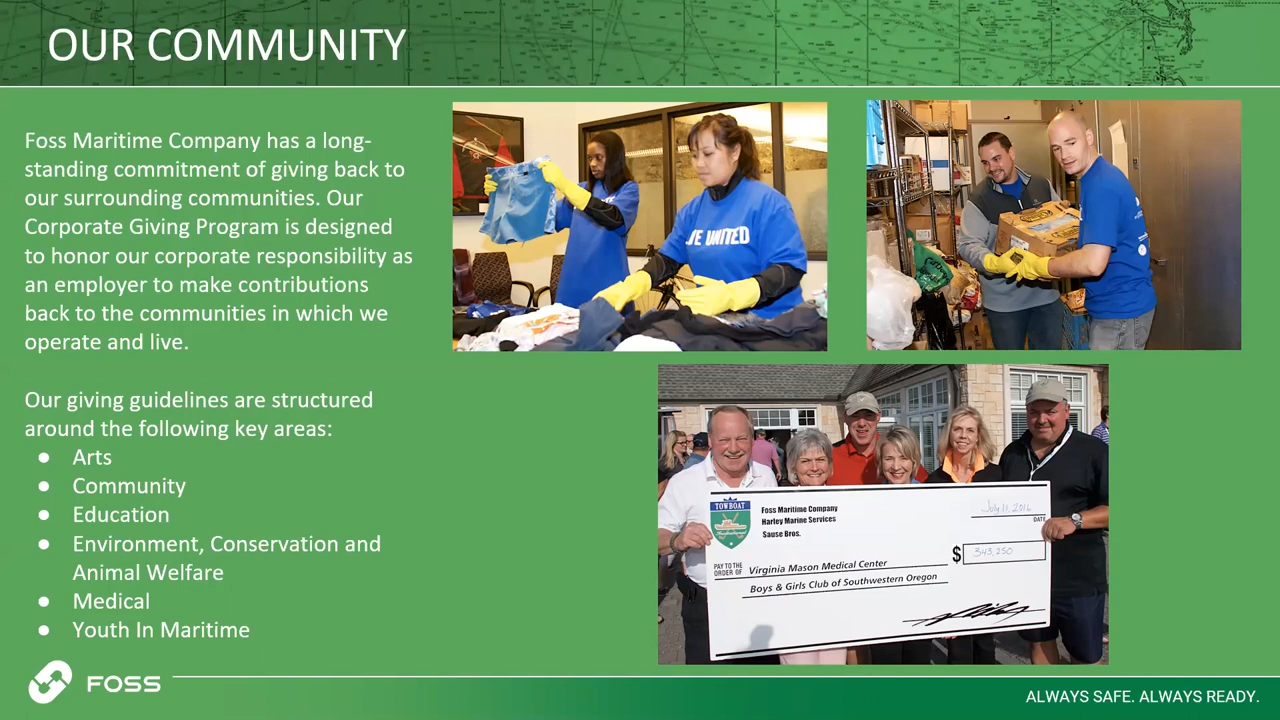 OUR COMMUNITY
Foss Maritime Company has a long-
standing commitment of giving back to
our surrounding communities. Our
Corporate Giving Program is designed
to honor our corporate responsibility as
an employer to make contributions
back to the communities in which we
operate and live.
Our giving guidelines are structured
around the following key areas:
● Arts
● Community
● Education
● Environment, Conservation and
Animal Welfare
● Medical
● Youth In Maritime
UNITED
TOWBOAT
Foss Maritime Company
Harley Marine Services
Sause Bros.
July 11, 2016
DATE
PAY TO THE
ORDER OF
Virginia Mason Medical Center
$ 345,250
Boys & Girls Club of Southwestern Oregon
FOSS
ALWAYS SAFE. ALWAYS READY.